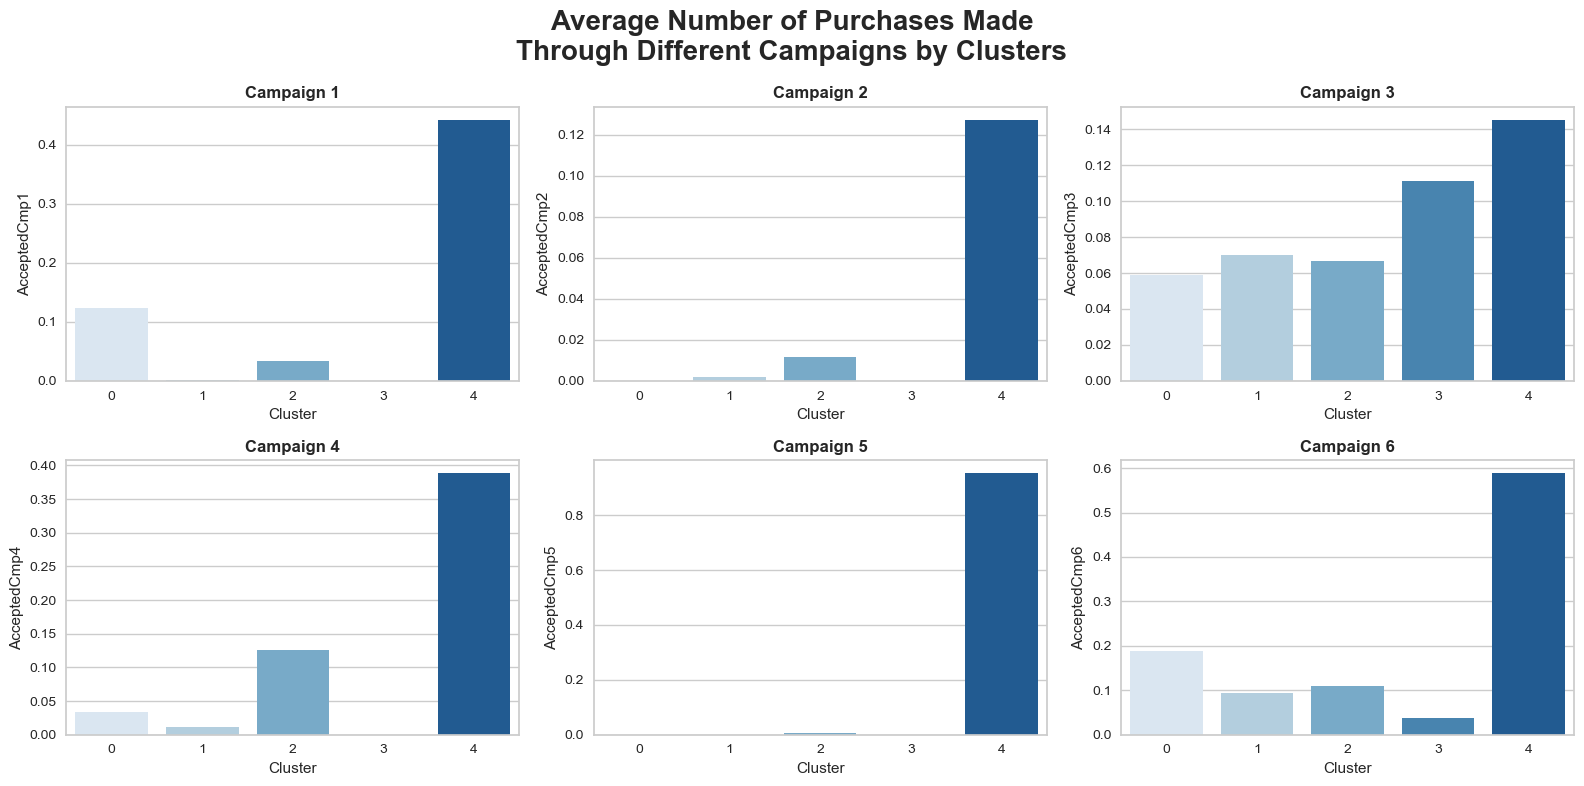 Average Number of Purchases Made
Through Different Campaigns by Clusters
Campaign 1
AcceptedCmp1
0.4
0.3
0.2
0.1
0.0
0 1 2 3 4
Cluster
Campaign 2
AcceptedCmp2
0.12
0.10
0.08
0.06
0.04
0.02
0.00
0 1 2 3 4
Cluster
Campaign 3
AcceptedCmp3
0.14
0.12
0.10
0.08
0.06
0.04
0.02
0.00
0 1 2 3 4
Cluster
Campaign 4
AcceptedCmp4
0.40
0.35
0.30
0.25
0.20
0.15
0.10
0.05
0.00
0 1 2 3 4
Cluster
Campaign 5
AcceptedCmp5
0.8
0.6
0.4
0.2
0.0
0 1 2 3 4
Cluster
Campaign 6
AcceptedCmp6
0.6
0.5
0.4
0.3
0.2
0.1
0.0
0 1 2 3 4
Cluster